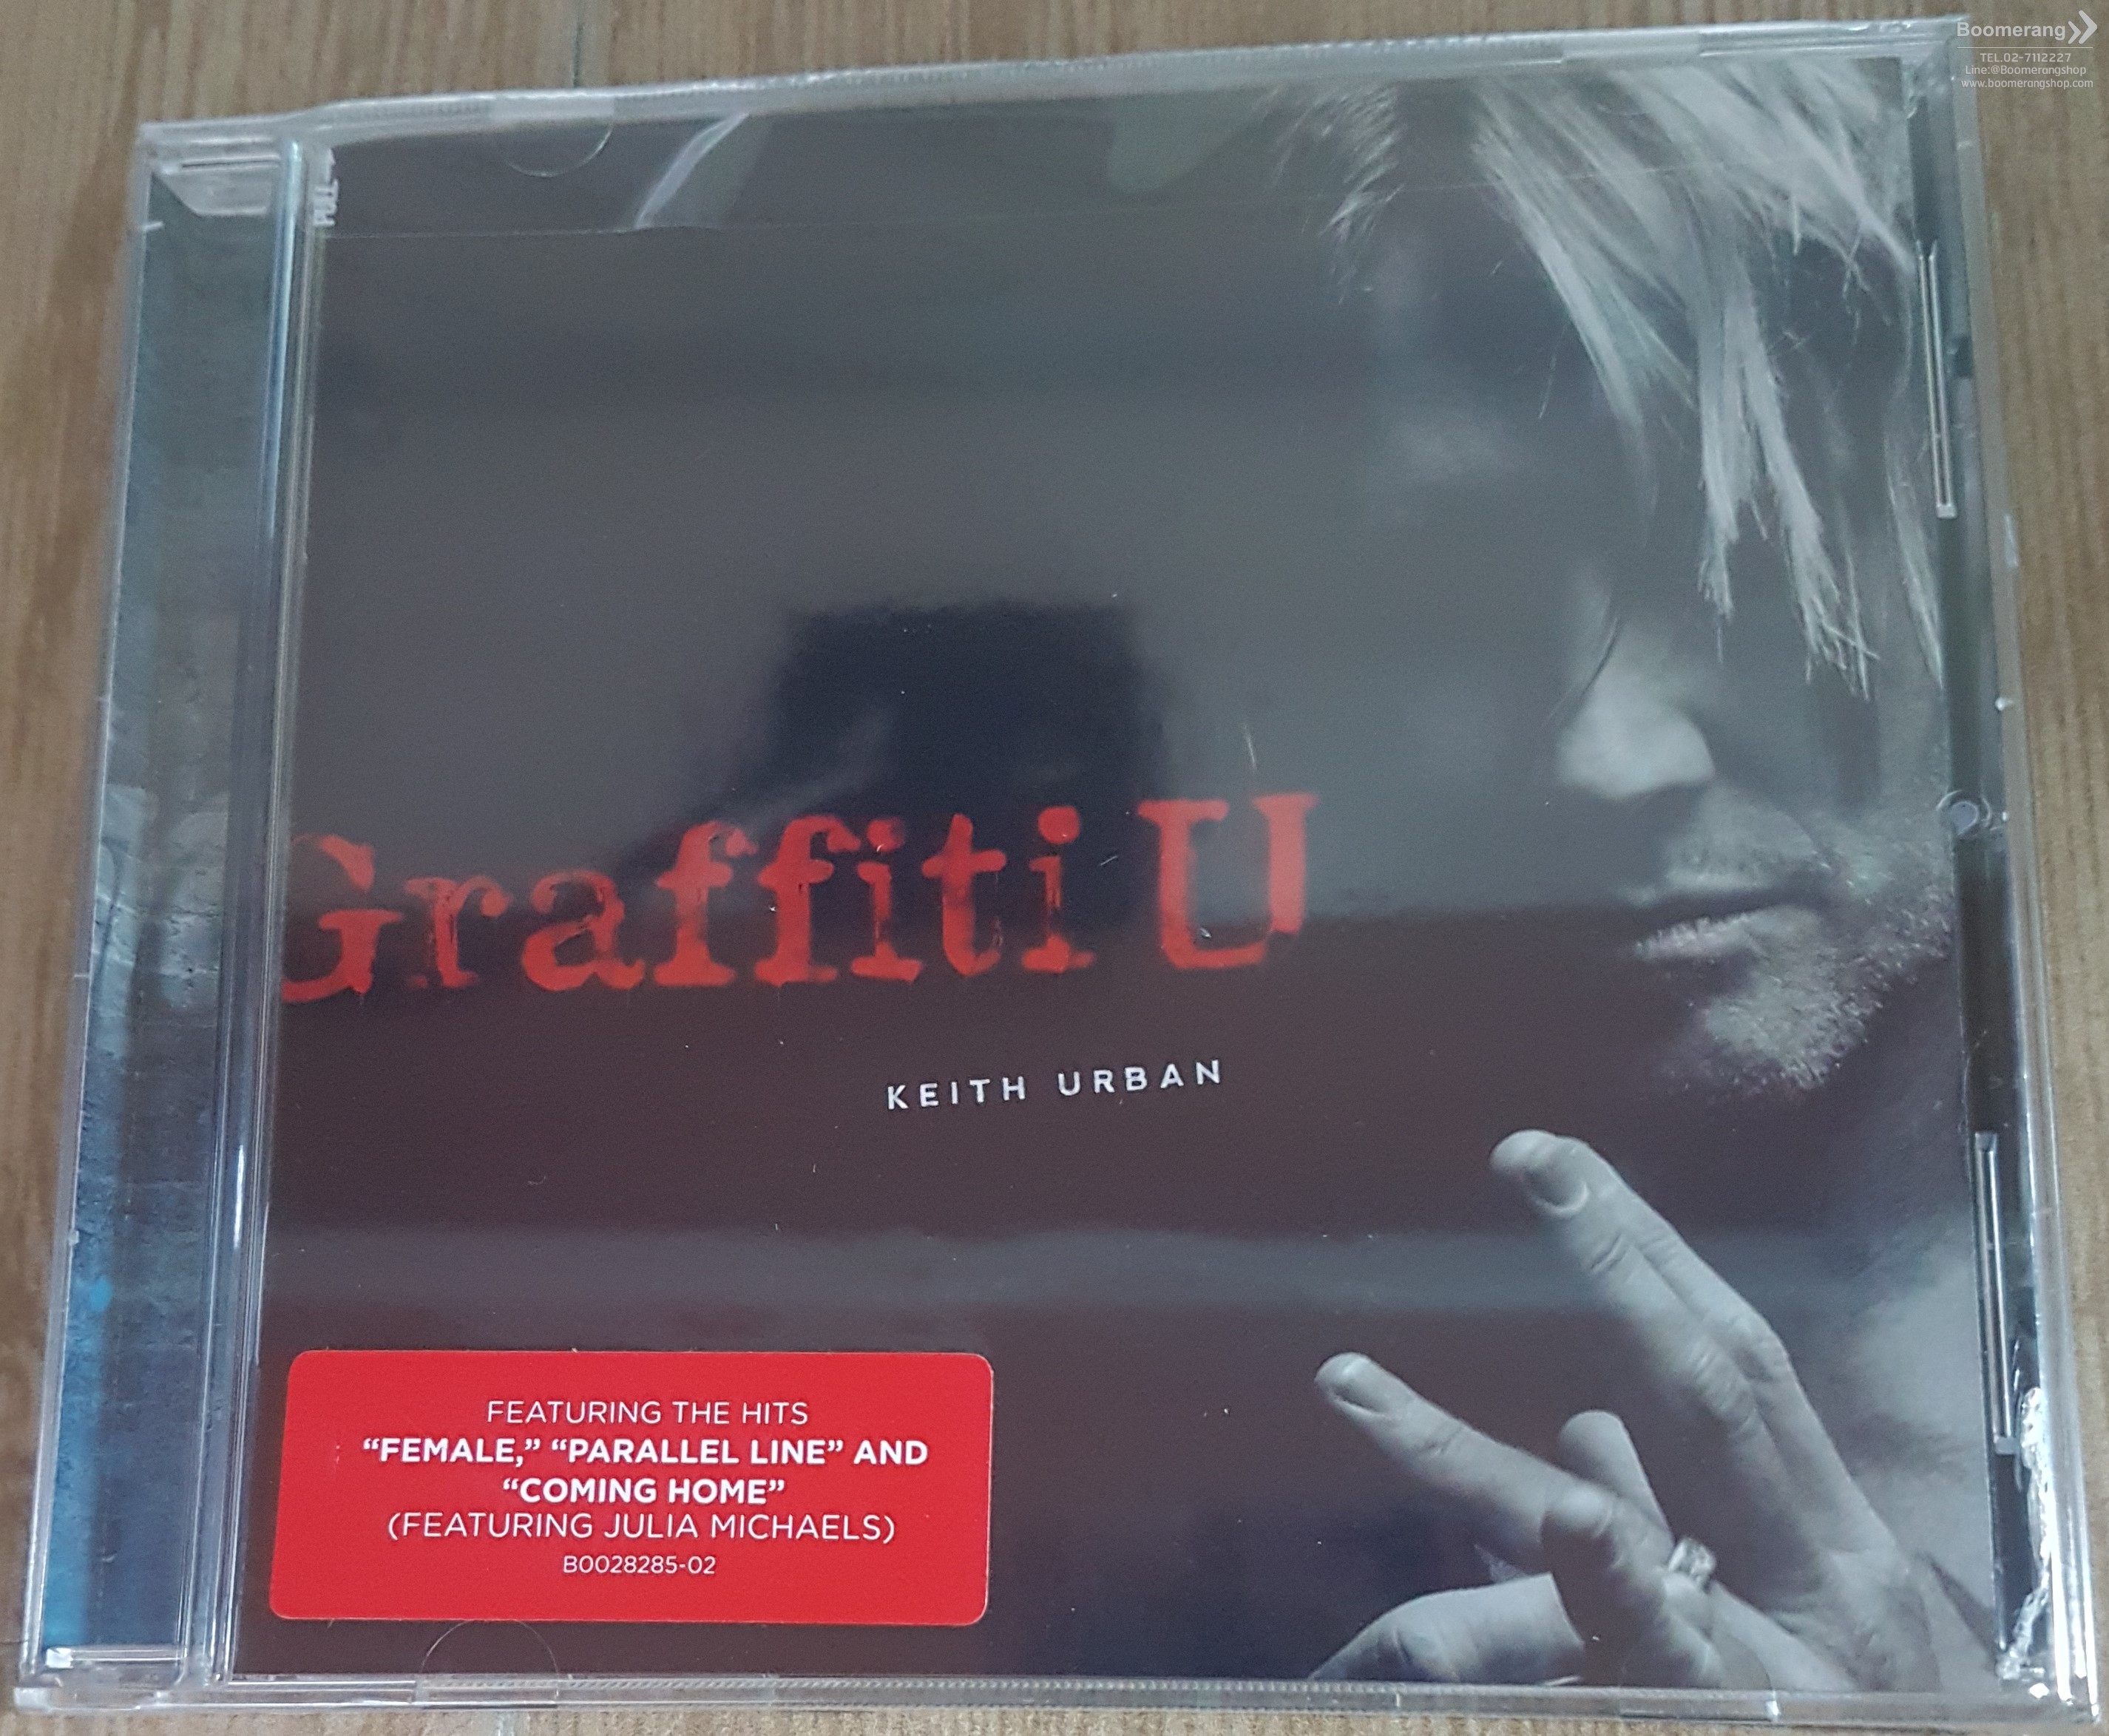 Boomerang
TEL.02-7112227
Line:@Boomerangshop
www.boomerangshop.com
PULL
Graffiti U
KEITH URBAN
FEATURING THE HITS
“FEMALE,” “PARALLEL LINE” AND
“COMING HOME”
(FEATURING JULIA MICHAELS)
B0028285-02